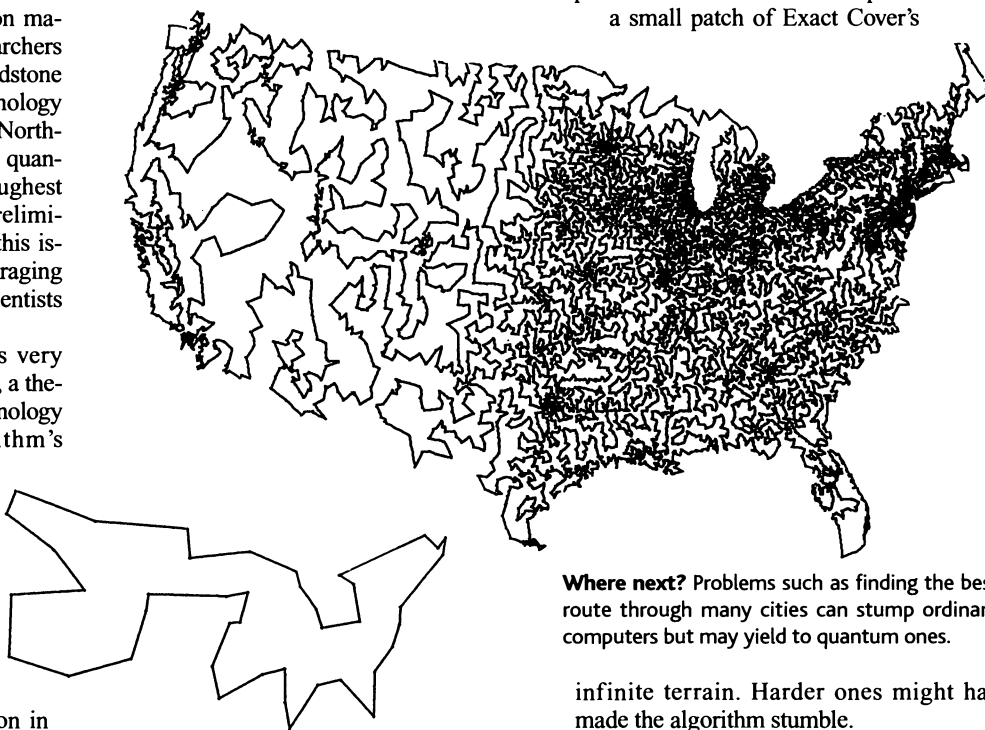 on ma-
archers
dstone
nology
North-
quan-
ughest
relimi-
this is-
raging
entists
s very
, a the-
nology
thm's
on in
a small patch of Exact Cover's
Where next? Problems such as finding the bes
route through many cities can stump ordinar
computers but may yield to quantum ones.
infinite terrain. Harder ones might ha
made the algorithm stumble.